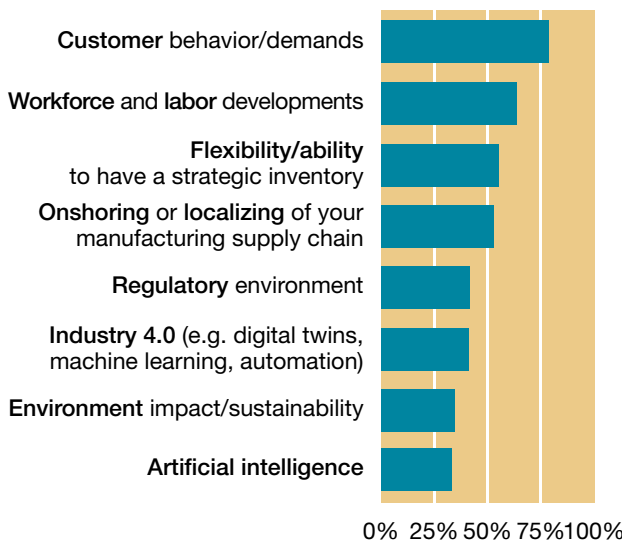 Customer behavior/demands
Workforce and labor developments
Flexibility/ability
to have a strategic inventory
Onshoring or localizing of your
manufacturing supply chain
Regulatory environment
Industry 4.0 (e.g. digital twins,
machine learning, automation)
Environment impact/sustainability
Artificial intelligence
0% 25% 50% 75% 100%